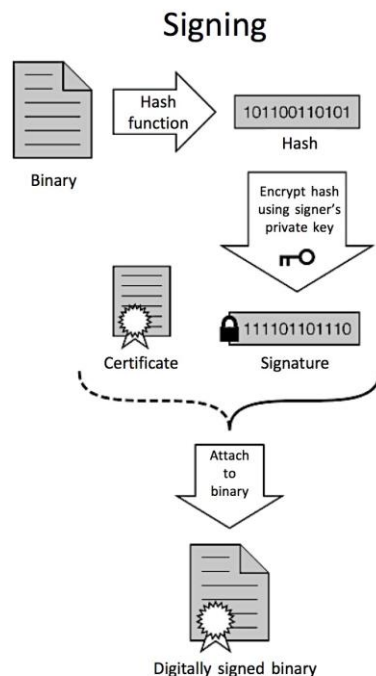 Signing
Hash
function
101100110101
Hash
Binary
Encrypt hash
using signer's
private key
111101101110
Certificate
Signature
Attach
to
binary
Digitally signed binary